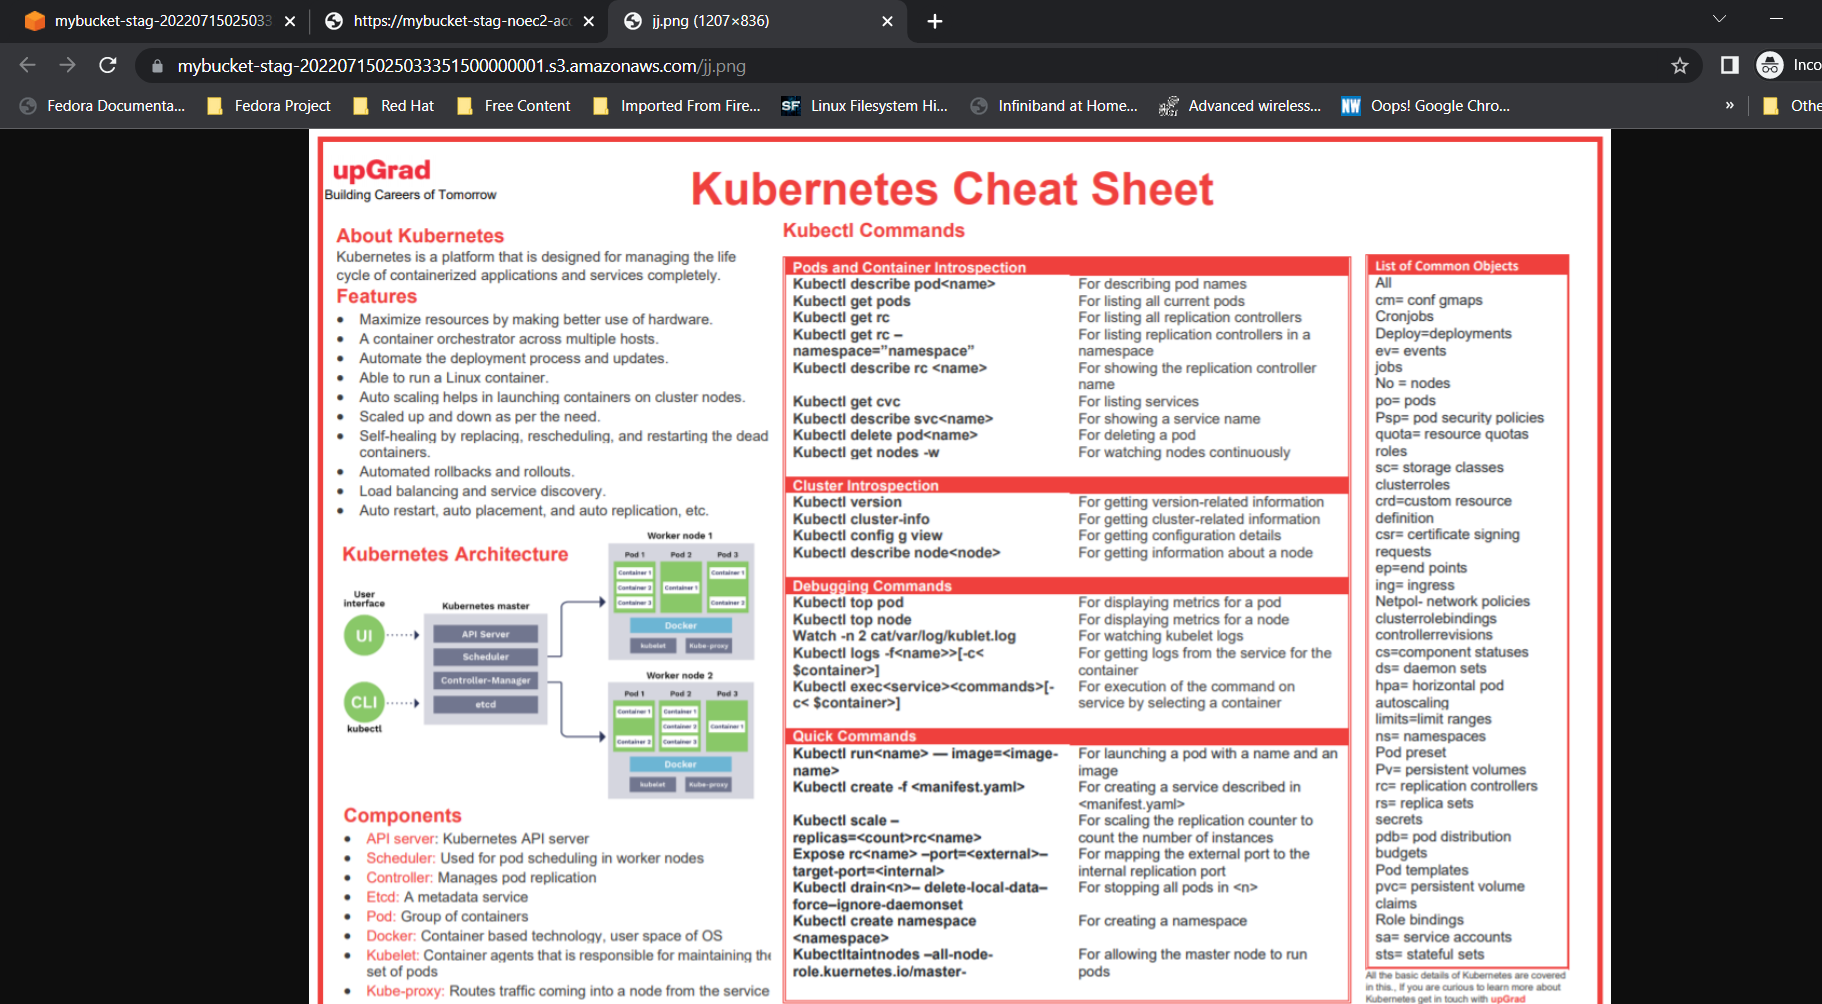 mybucket-stag-20220715025033
https://mybucket-stag-noec2-acc
jj.png (1207×836)
mybucket-stag-20220715025033351500000001.s3.amazonaws.com/jj.png
Inco
Fedora Documenta...
Fedora Project
Red Hat
Free Content
Imported From Fire...
SF
Linux Filesystem Hi...
Infiniband at Home...
Advanced wireless...
NW
Oops! Google Chro...
»
Othe
upGrad
Building Careers of Tomorrow
Kubernetes Cheat Sheet
About Kubernetes
Kubernetes is a platform that is designed for managing the life
cycle of containerized applications and services completely.
Features
• Maximize resources by making better use of hardware.
• A container orchestrator across multiple hosts.
• Automate the deployment process and updates.
• Able to run a Linux container.
• Auto scaling helps in launching containers on cluster nodes.
• Scaled up and down as per the need.
• Self-healing by replacing, rescheduling, and restarting the dead
containers.
• Automated rollbacks and rollouts.
• Load balancing and service discovery.
• Auto restart, auto placement, and auto replication, etc.
Kubernetes Architecture
User
interface
UI
CLI
kubectl
Kubernetes master
API Server
Scheduler
Controller-Manager
etcd
Worker node 1
Pod 1 Pod 2 Pod 3
Container 1 Container 1
Container 2 Container 1
Container 3 Container 2
Docker
kubelet Kube-proxy
Worker node 2
Pod 1 Pod 2 Pod 3
Container 1 Container 1
Container 2 Container 1
Container 2 Container 3
Docker
kubelet Kube-proxy
Components
• API server: Kubernetes API server
• Scheduler: Used for pod scheduling in worker nodes
• Controller: Manages pod replication
• Etcd: A metadata service
• Pod: Group of containers
• Docker: Container based technology, user space of OS
• Kubelet: Container agents that is responsible for maintaining the
set of pods
• Kube-proxy: Routes traffic coming into a node from the service
Kubectl Commands
Pods and Container Introspection
Kubectl describe pod<name> For describing pod names
Kubectl get pods For listing all current pods
Kubectl get rc For listing all replication controllers
Kubectl get rc – For listing replication controllers in a
namespace=”namespace” namespace
Kubectl describe rc <name> For showing the replication controller
name
Kubectl get cvc For listing services
Kubectl describe svc<name> For showing a service name
Kubectl delete pod<name> For deleting a pod
Kubectl get nodes -w For watching nodes continuously
Cluster Introspection
Kubectl version For getting version-related information
Kubectl cluster-info For getting cluster-related information
Kubectl config g view For getting configuration details
Kubectl describe node<node> For getting information about a node
Debugging Commands
Kubectl top pod For displaying metrics for a pod
Kubectl top node For displaying metrics for a node
Watch -n 2 cat/var/log/kublet.log For watching kubelet logs
Kubectl logs -f<name>>[-c< For getting logs from the service for the
$container>] container
Kubectl exec<service><commands>[- For execution of the command on
c< $container>] service by selecting a container
Quick Commands
Kubectl run<name> — image=<image- For launching a pod with a name and an
name> image
Kubectl create -f <manifest.yaml> For creating a service described in
<manifest.yaml>
Kubectl scale – For scaling the replication counter to
replicas=<count>rc<name> count the number of instances
Expose rc<name> –port=<external>– For mapping the external port to the
target-port=<internal> internal replication port
Kubectl drain<n>– delete-local-data– For stopping all pods in <n>
force–ignore-daemonset
Kubectl create namespace For creating a namespace
<namespace>
Kubectltaintnodes –all-node- For allowing the master node to run
role.kuernetes.io/master- pods
List of Common Objects
All
cm= conf gmaps
Cronjobs
Deploy=deployments
ev= events
jobs
No = nodes
po= pods
Psp= pod security policies
quota= resource quotas
roles
sc= storage classes
clusterroles
crd=custom resource
definition
csr= certificate signing
requests
ep=end points
ing= ingress
Netpol- network policies
clusterrolebindings
controllerrevisions
cs=component statuses
ds= daemon sets
hpa= horizontal pod
autoscaling
limits=limit ranges
ns= namespaces
Pod preset
Pv= persistent volumes
rc= replication controllers
rs= replica sets
secrets
pdb= pod distribution
budgets
Pod templates
pvc= persistent volume
claims
Role bindings
sa= service accounts
sts= stateful sets
All the basic details of Kubernetes are covered
in this., If you are curious to learn more about
Kubernetes get in touch with upGrad